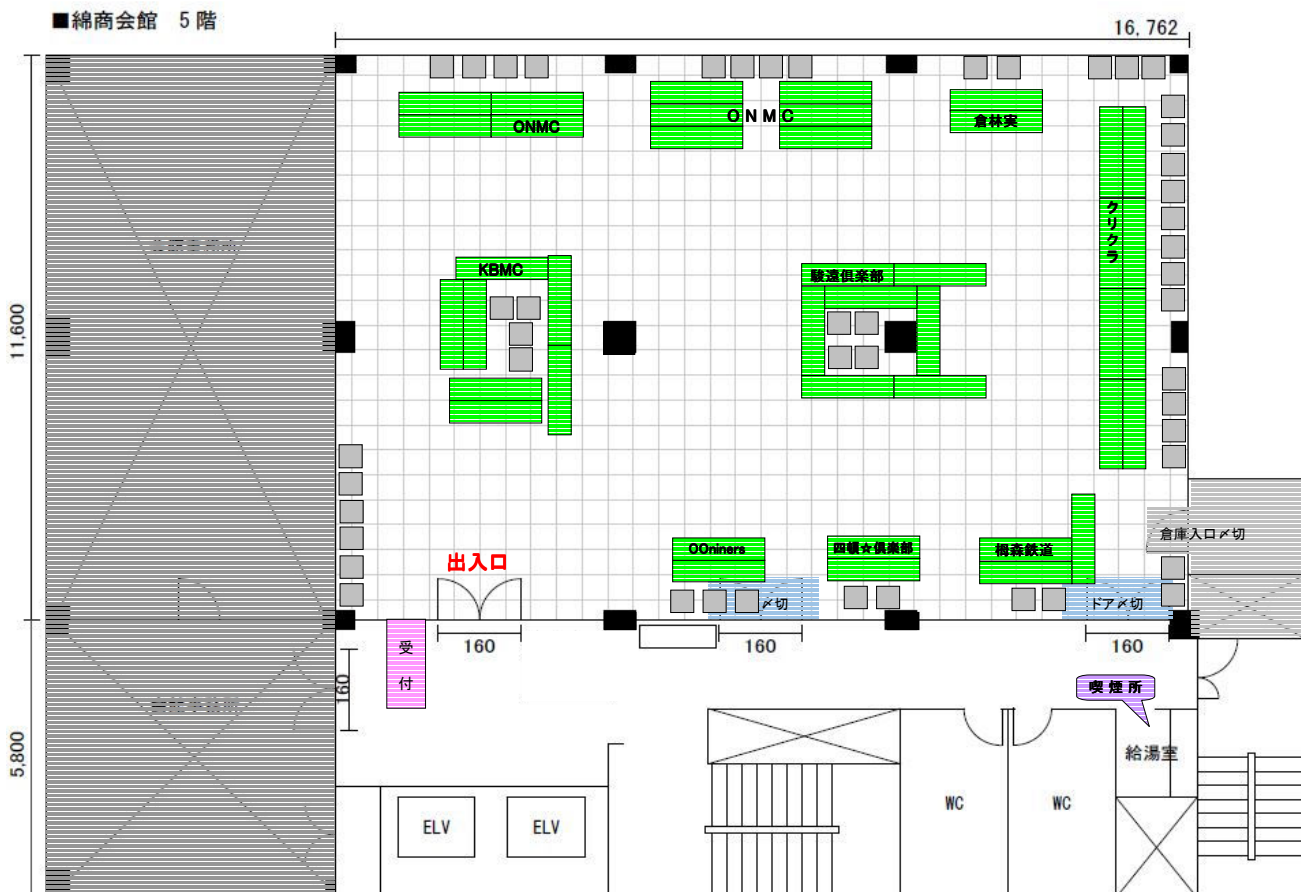 ■綿商会館 5階
16,762
ONMC
ONMC
倉林実
クリクラ
KBMC
駿遠倶楽部
11,600
出入口
OOniners
四頓☆倶楽部
栂森鉄道
倉庫入口〆切
〆切
ドア〆切
160
160
160
受付
160
喫煙所
5,800
給湯室
ELV
ELV
WC
WC